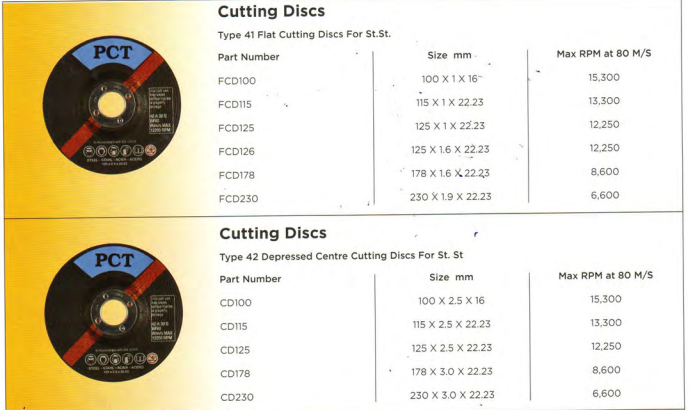 Cutting Discs
Type 41 Flat Cutting Discs For St.St.
Part Number Size mm Max RPM at 80 M/S
FCD100 100 X 1 X 16 15,300
FCD115 115 X 1 X 22.23 13,300
FCD125 125 X 1 X 22.23 12,250
FCD126 125 X 1.6 X 22.23 12,250
FCD178 178 X 1.6 X 22.23 8,600
FCD230 230 X 1.9 X 22.23 6,600
PCT
STEEL - STAHL - ACIER - ACERO
Cutting Discs
Type 42 Depressed Centre Cutting Discs For St. St
Part Number Size mm Max RPM at 80 M/S
CD100 100 X 2.5 X 16 15,300
CD115 115 X 2.5 X 22.23 13,300
CD125 125 X 2.5 X 22.23 12,250
CD178 178 X 3.0 X 22.23 8,600
CD230 230 X 3.0 X 22.23 6,600
PCT
STEEL - STAHL - ACIER - ACERO